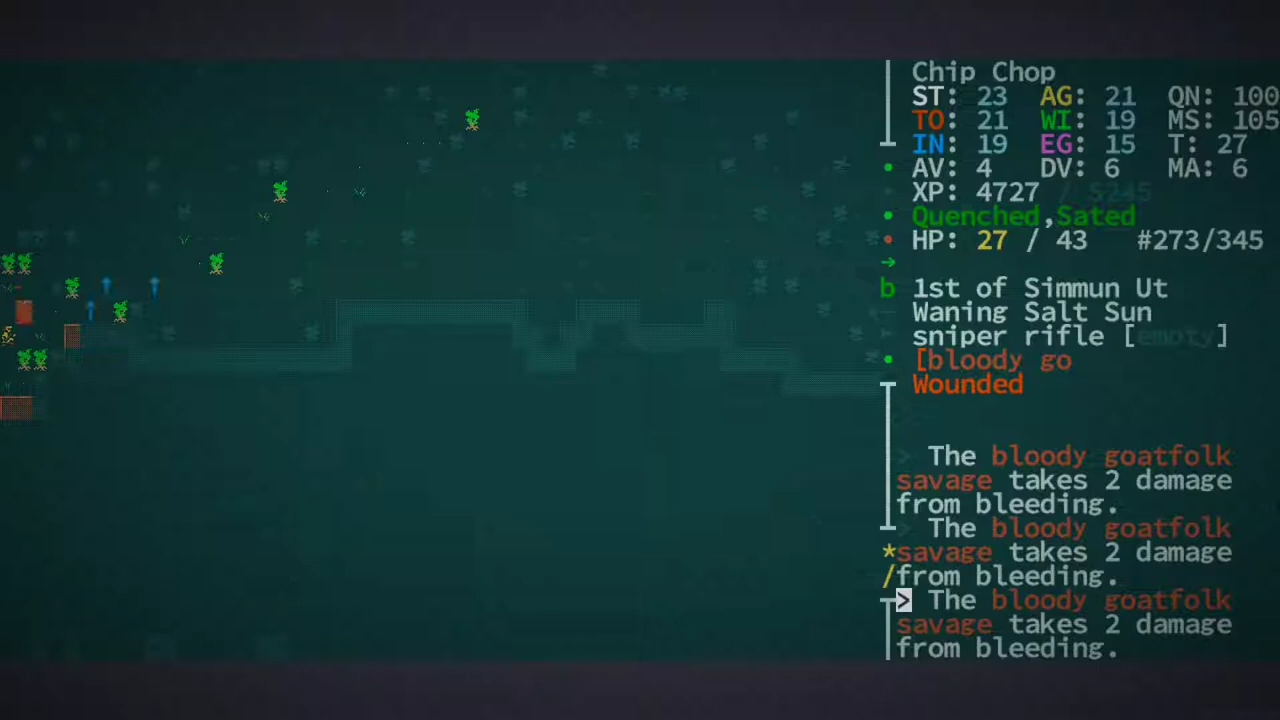 Chip Chop
ST: 23 AG: 21 QN: 100
TO: 21 WI: 19 MS: 105
IN: 19 EG: 15 T: 27
AV: 4 DV: 6 MA: 6
XP: 4727 / 5245
Quenched,Sated
HP: 27 / 43 #273/345
b 1st of Simmun Ut
Waning Salt Sun
sniper rifle [empty]
[bloody go
Wounded
> The bloody goatfolk
savage takes 2 damage
from bleeding.
> The bloody goatfolk
*savage takes 2 damage
/from bleeding.
> The bloody goatfolk
savage takes 2 damage
from bleeding.